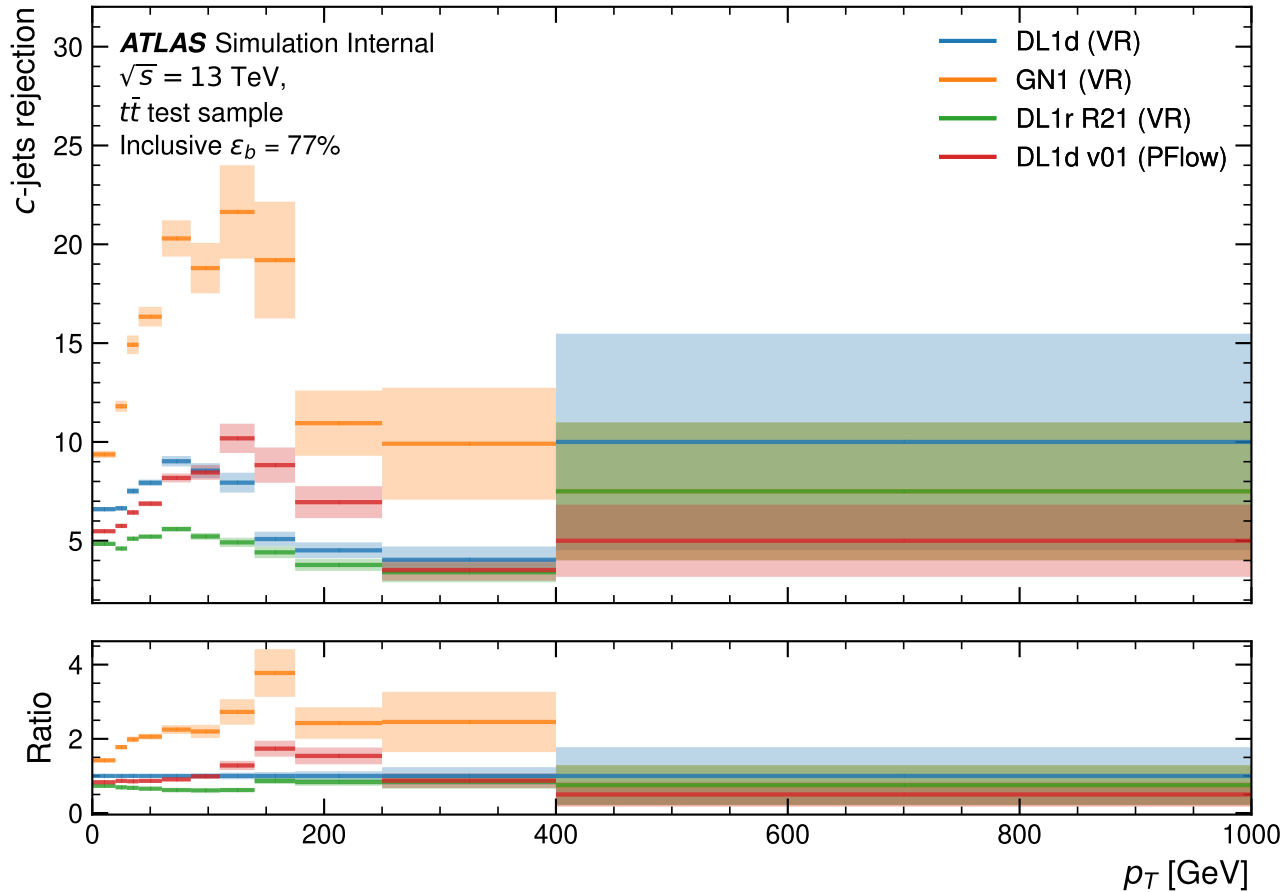 c-jets rejection
30
25
20
15
10
5
ATLAS Simulation Internal
√s = 13 TeV,
tt̄ test sample
Inclusive ε_b = 77%
DL1d (VR)
GN1 (VR)
DL1r R21 (VR)
DL1d v01 (PFlow)
Ratio
4
2
0
0 200 400 600 800 1000
p_T [GeV]